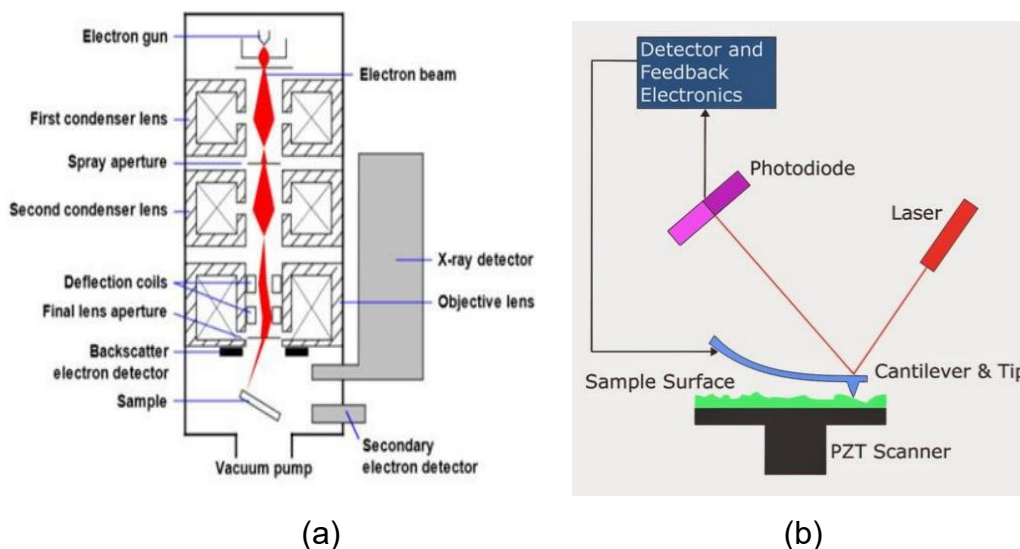 Electron gun
Electron beam
First condenser lens
Spray aperture
Second condenser lens
X-ray detector
Deflection coils
Objective lens
Final lens aperture
Backscatter
electron detector
Sample
Secondary
electron detector
Vacuum pump
(a)
Detector and
Feedback
Electronics
Photodiode
Laser
Cantilever & Tip
Sample Surface
PZT Scanner
(b)